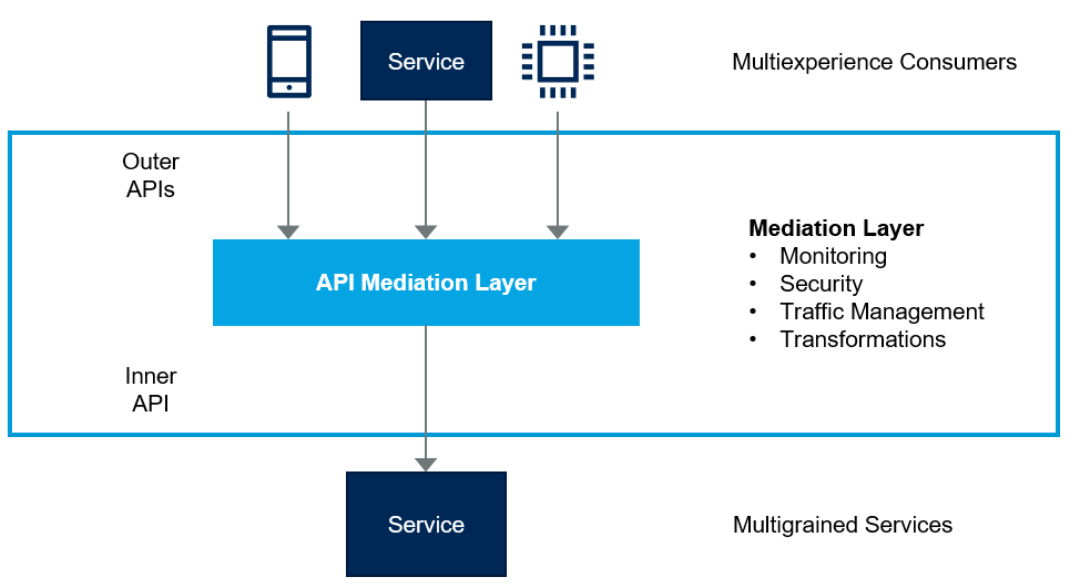 Service
Multiexperience Consumers
Outer
APIs
API Mediation Layer
Mediation Layer
• Monitoring
• Security
• Traffic Management
• Transformations
Inner
API
Service
Multigrained Services